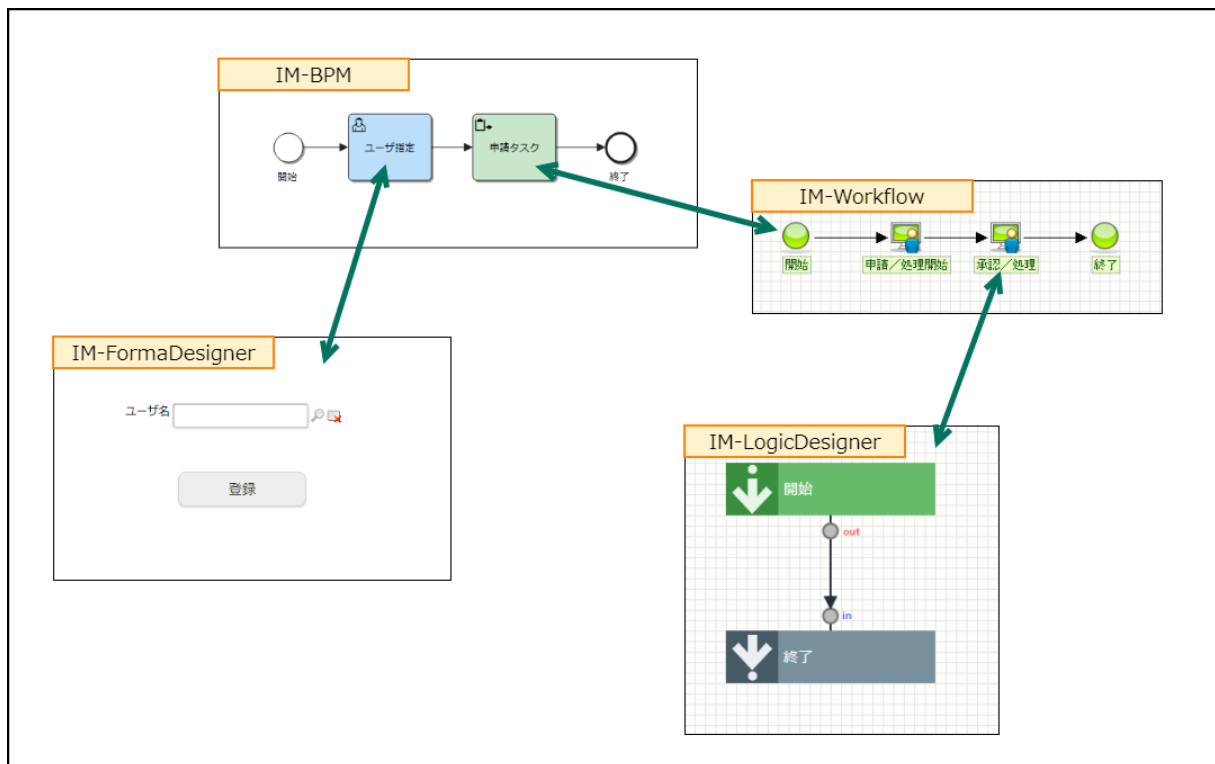 IM-BPM
ユーザ指定
申請タスク
開始
終了
IM-Workflow
開始
申請／処理開始
承認／処理
終了
IM-FormaDesigner
ユーザ名
登録
IM-LogicDesigner
開始
out
in
終了